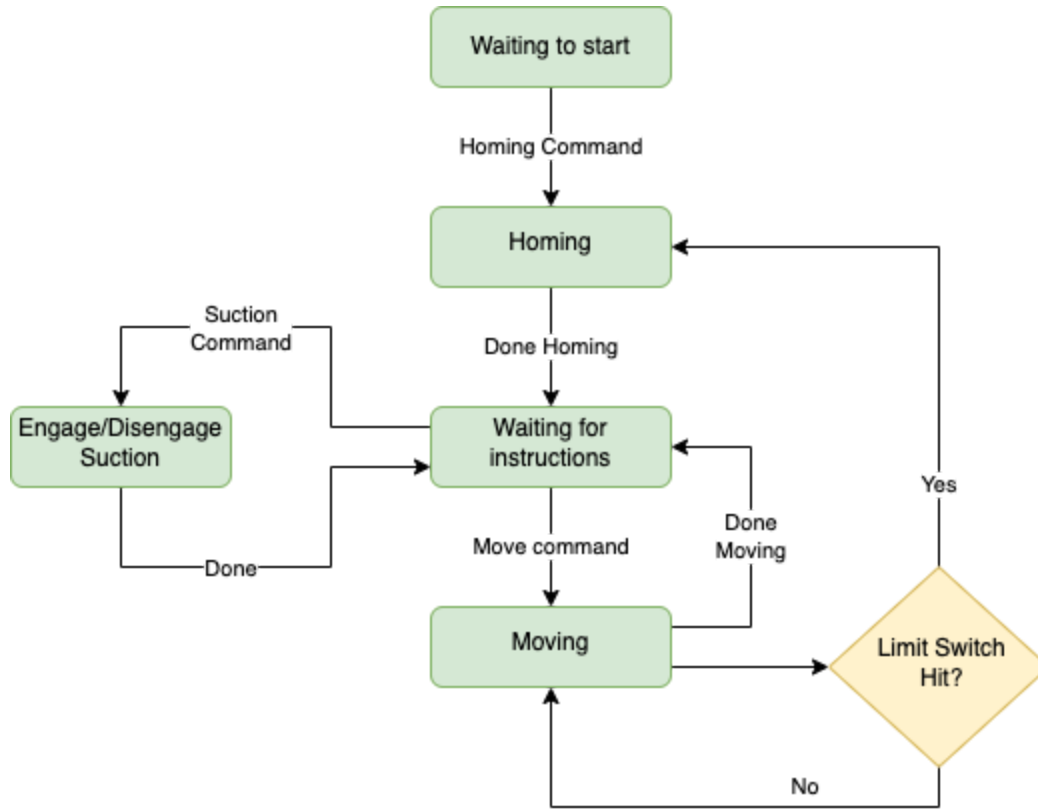 Waiting to start
Homing Command
Homing
Suction
Command
Done Homing
Engage/Disengage
Suction
Waiting for
instructions
Yes
Done
Moving
Move command
Done
Moving
Limit Switch
Hit?
No